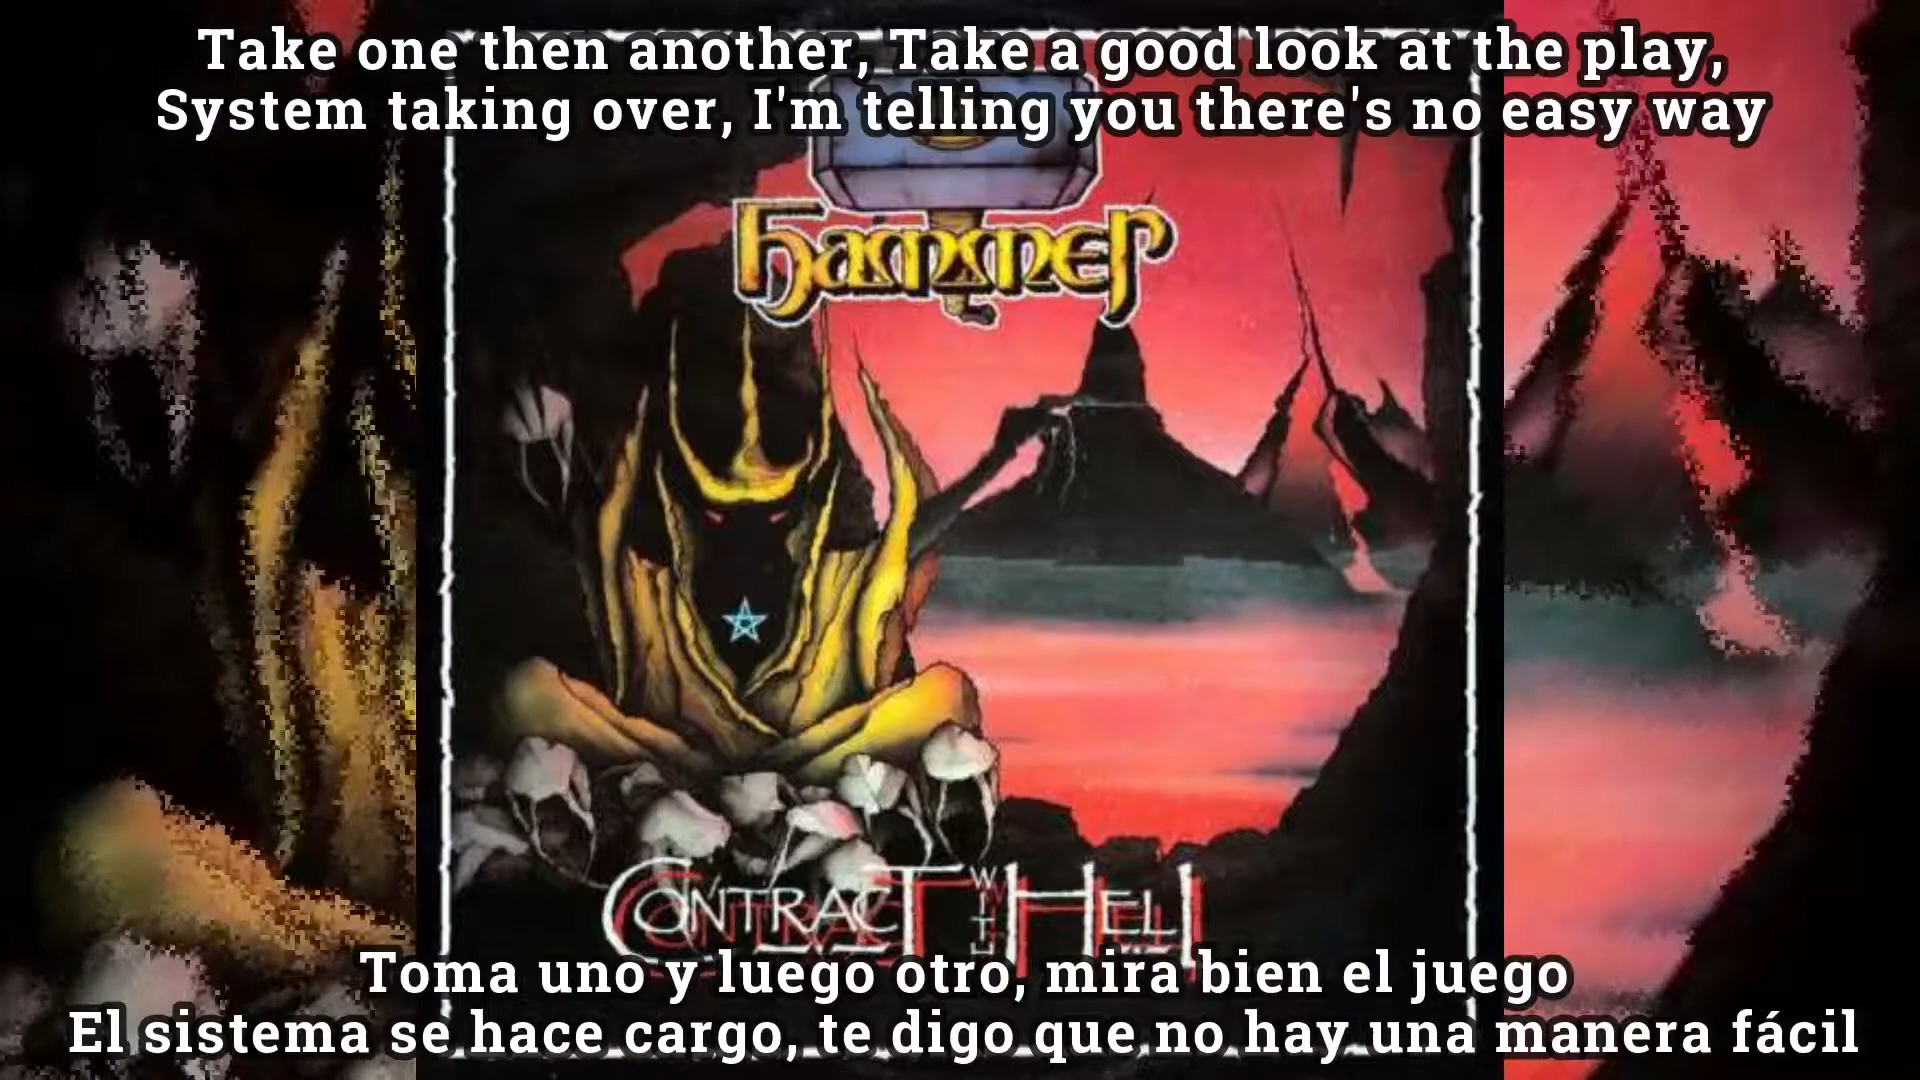 Take one then another, Take a good look at the play,
System taking over, I'm telling you there's no easy way
hammer
CONTRACT WITH HELL
Toma uno y luego otro, mira bien el juego
El sistema se hace cargo, te digo que no hay una manera fácil